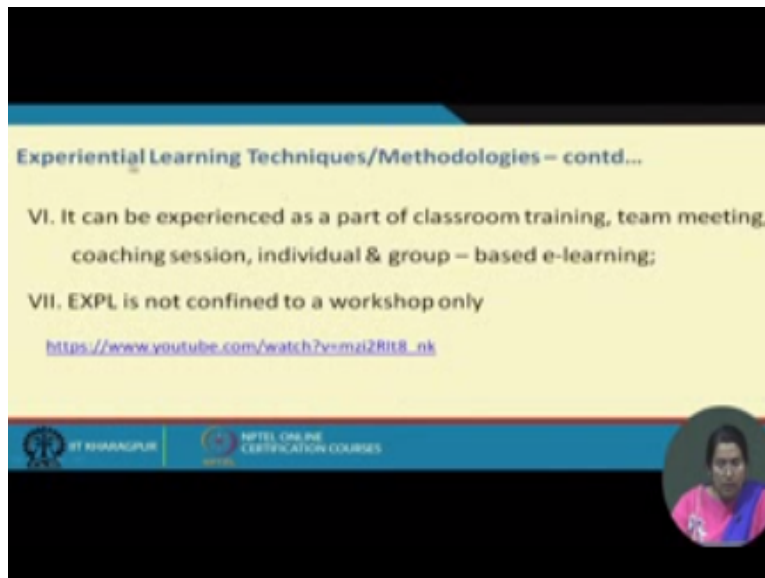 Experiential Learning Techniques/Methodologies – contd...
VI. It can be experienced as a part of classroom training, team meeting,
coaching session, individual & group – based e-learning;
VII. EXPL is not confined to a workshop only
https://www.youtube.com/watch?v=mzi2RIt8_nk
IIT KHARAGPUR
NPTEL ONLINE
CERTIFICATION COURSES
NPTEL